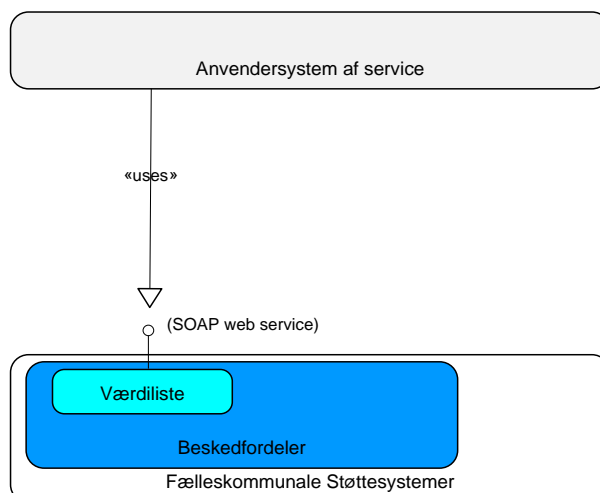 Anvendersystem af service
«uses»
(SOAP web service)
Værdiliste
Beskedfordeler
Fælleskommunale Støttesystemer